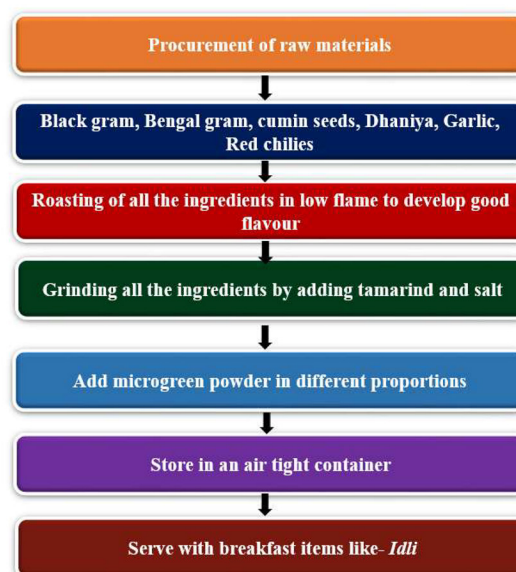 Procurement of raw materials
Black gram, Bengal gram, cumin seeds, Dhaniya, Garlic,
Red chilies
Roasting of all the ingredients in low flame to develop good
flavour
Grinding all the ingredients by adding tamarind and salt
Add microgreen powder in different proportions
Store in an air tight container
Serve with breakfast items like- Idli